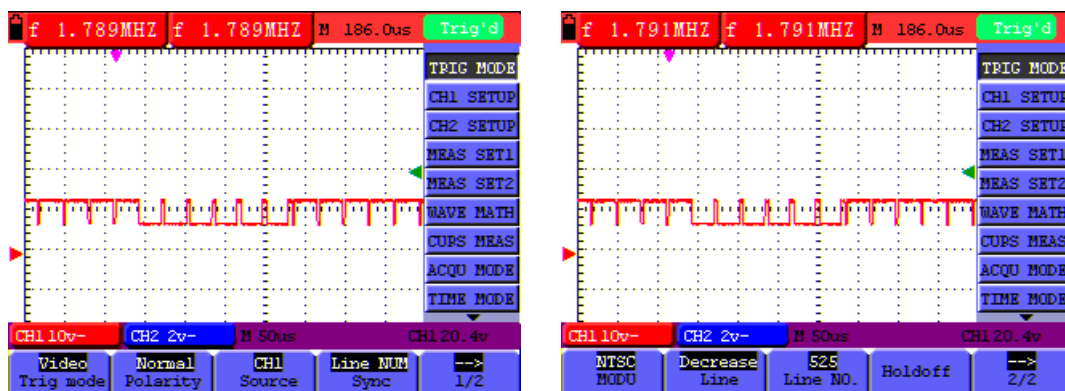 f 1.789MHZ f 1.789MHZ M 186.0us Trig'd
TRIG MODE
CH1 SETUP
CH2 SETUP
MEAS SET1
MEAS SET2
WAVE MATH
CUPS MEAS
ACQU MODE
TIME MODE
CH1 10v- CH2 2v- M 50us CH1 20.4v
Video Normal CH1 Line NUM -->
Trig mode Polarity Source Sync 1/2
f 1.791MHZ f 1.791MHZ M 186.0us Trig'd
TRIG MODE
CH1 SETUP
CH2 SETUP
MEAS SET1
MEAS SET2
WAVE MATH
CUPS MEAS
ACQU MODE
TIME MODE
CH1 10v- CH2 2v- M 50us CH1 20.4v
NTSC Decrease 525 Holdoff -->
MODU Line Line NO. 2/2